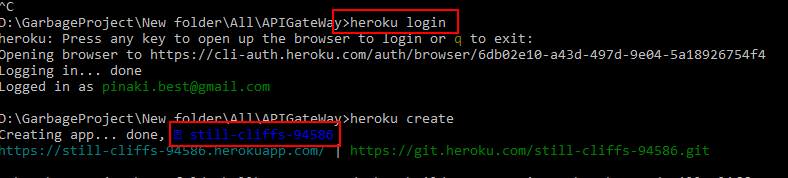 ^C
D:\GarbageProject\New folder\All\APIGateWay>heroku login
heroku: Press any key to open up the browser to login or q to exit:
Opening browser to https://cli-auth.heroku.com/auth/browser/6db02e10-a43d-497d-9e04-5a18926754f4
Logging in... done
Logged in as pinaki.best@gmail.com
D:\GarbageProject\New folder\All\APIGateWay>heroku create
Creating app... done, still-cliffs-94586
https://still-cliffs-94586.herokuapp.com/ | https://git.heroku.com/still-cliffs-94586.git